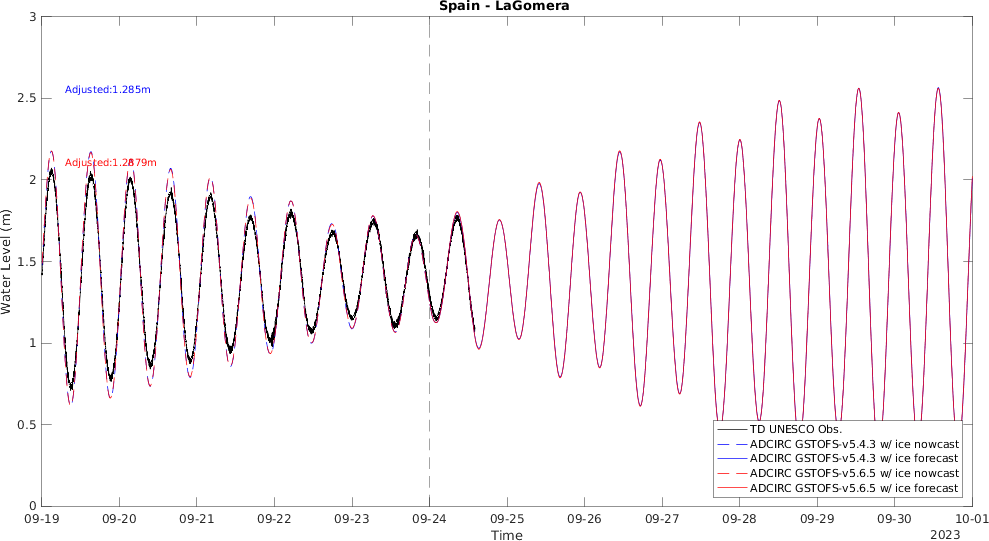 Spain - LaGomera
3
2.5
2
1.5
1
0.5
0
Water Level (m)
Adjusted:1.285m
Adjusted:1.2879m
TD UNESCO Obs.
ADCIRC GSTOFS-v5.4.3 w/ ice nowcast
ADCIRC GSTOFS-v5.4.3 w/ ice forecast
ADCIRC GSTOFS-v5.6.5 w/ ice nowcast
ADCIRC GSTOFS-v5.6.5 w/ ice forecast
09-19 09-20 09-21 09-22 09-23 09-24 09-25 09-26 09-27 09-28 09-29 09-30 10-01
Time
2023